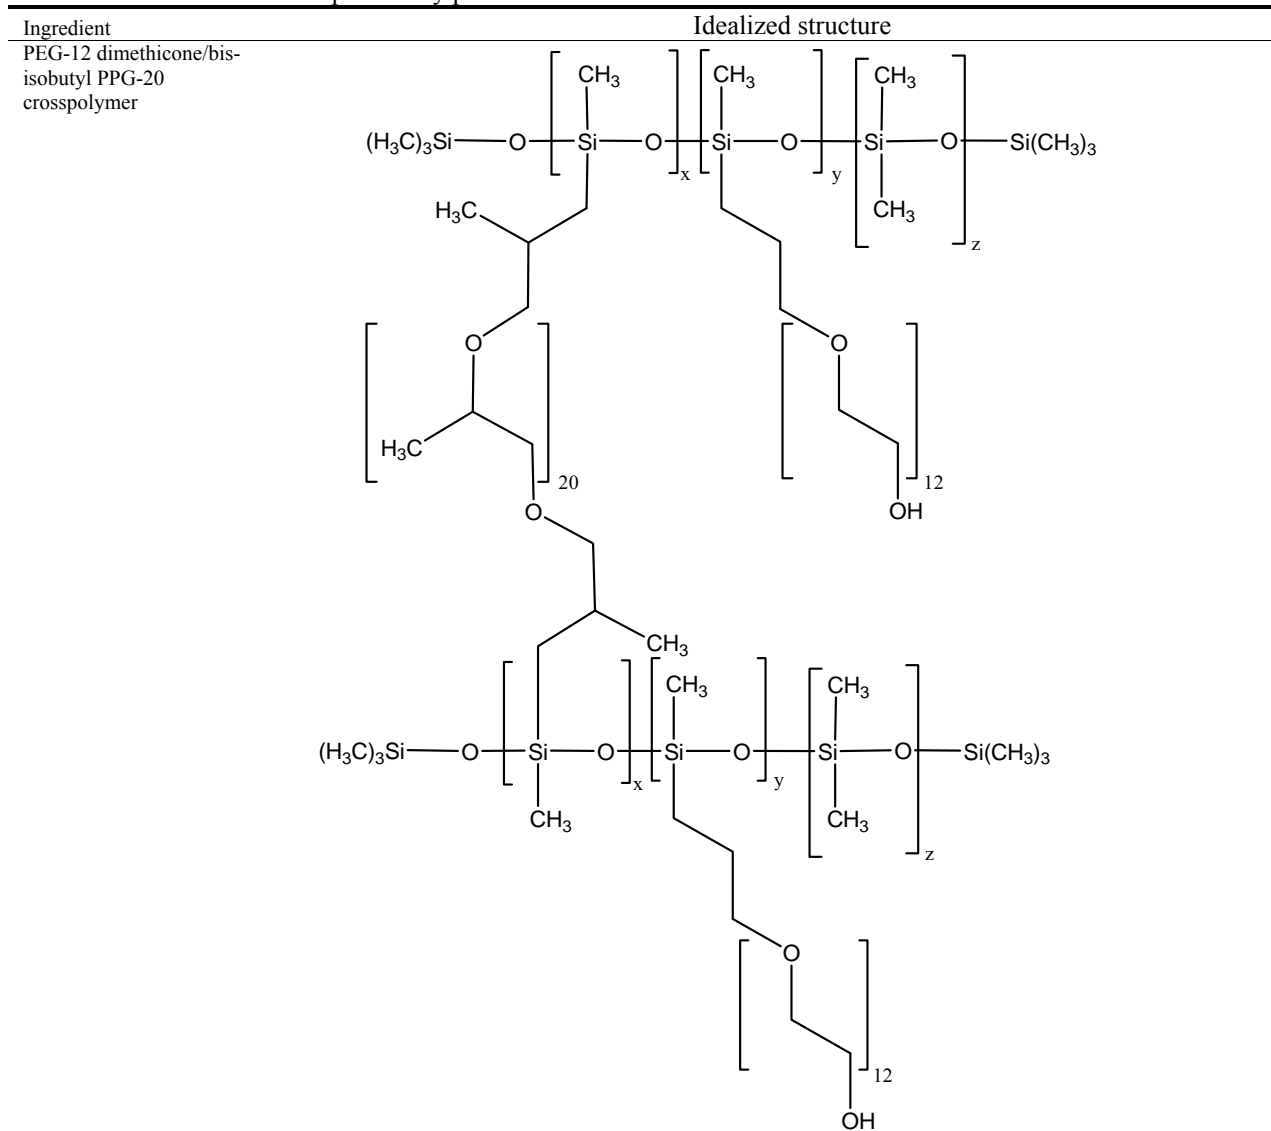 Ingredient Idealized structure
PEG-12 dimethicone/bis-
isobutyl PPG-20
crosspolymer
CH3 CH3 CH3
(H3C)3Si O Si O x Si O y Si O Si(CH3)3
H3C CH3 z
O O
H3C
20 12
O OH
CH3
CH3 CH3
(H3C)3Si O Si O x Si O y Si O Si(CH3)3
CH3 CH3 z
O
12
OH